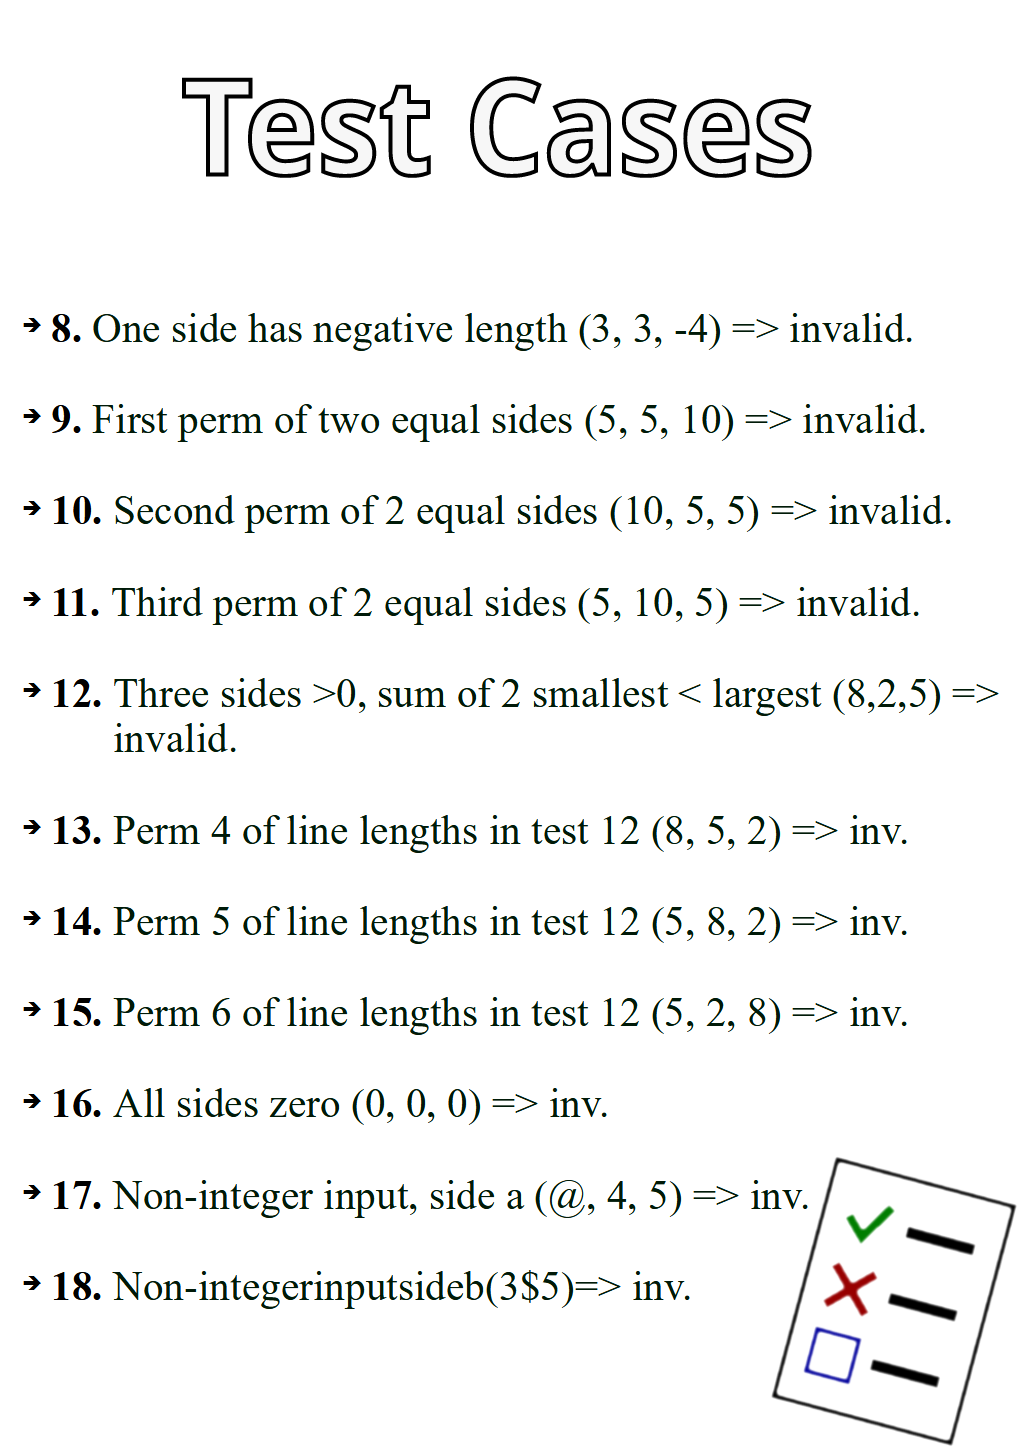 Test Cases
➔ 8. One side has negative length (3, 3, -4) => invalid.
➔ 9. First perm of two equal sides (5, 5, 10) => invalid.
➔ 10. Second perm of 2 equal sides (10, 5, 5) => invalid.
➔ 11. Third perm of 2 equal sides (5, 10, 5) => invalid.
➔ 12. Three sides >0, sum of 2 smallest < largest (8,2,5) =>
invalid.
➔ 13. Perm 4 of line lengths in test 12 (8, 5, 2) => inv.
➔ 14. Perm 5 of line lengths in test 12 (5, 8, 2) => inv.
➔ 15. Perm 6 of line lengths in test 12 (5, 2, 8) => inv.
➔ 16. All sides zero (0, 0, 0) => inv.
➔ 17. Non-integer input, side a (@, 4, 5) => inv.
➔ 18. Non-integerinputsideb(3$5)=> inv.